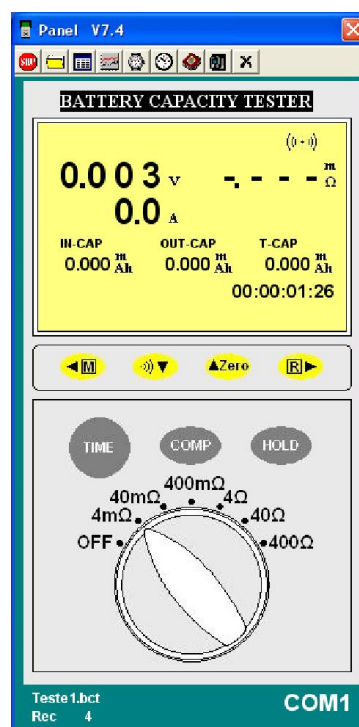 Panel V7.4
STOP
BATTERY CAPACITY TESTER
0.003 V -.--- mΩ
0.0 A
IN-CAP OUT-CAP T-CAP
0.000 mAh 0.000 mAh 0.000 mAh
00:00:01:26
◄M ▼ ▲Zero R►
TIME COMP HOLD
400mΩ
40mΩ 4Ω
4mΩ 40Ω
OFF 400Ω
Teste1.bct
Rec 4 COM1